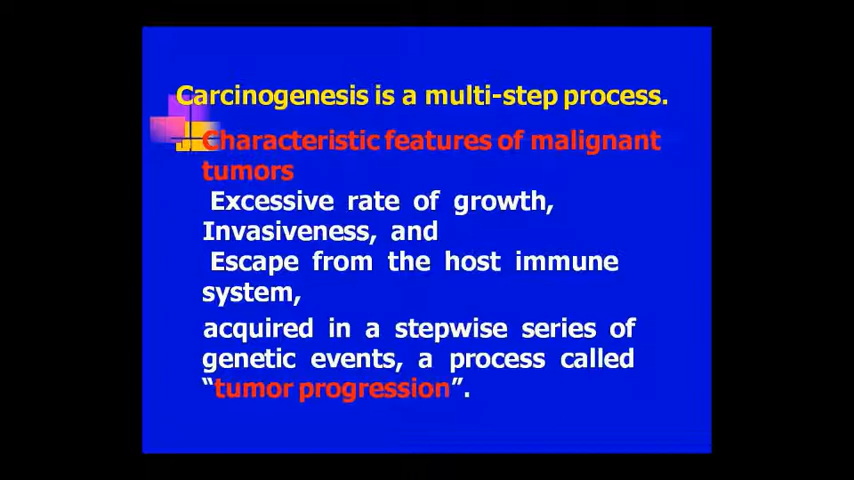 Carcinogenesis is a multi-step process.
Characteristic features of malignant
tumors
Excessive rate of growth,
Invasiveness, and
Escape from the host immune
system,
acquired in a stepwise series of
genetic events, a process called
“tumor progression”.